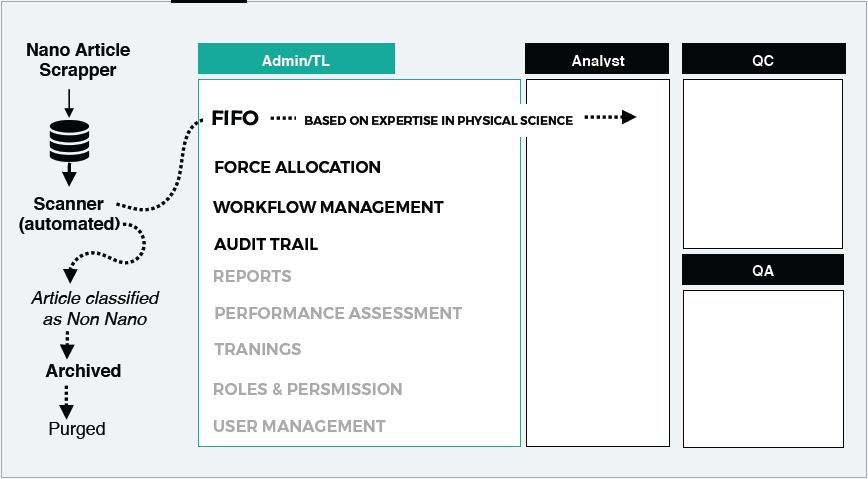 Nano Article
Scrapper
Scanner
(automated)
Article classified
as Non Nano
Archived
Purged
Admin/TL
FIFO
BASED ON EXPERTISE IN PHYSICAL SCIENCE
FORCE ALLOCATION
WORKFLOW MANAGEMENT
AUDIT TRAIL
REPORTS
PERFORMANCE ASSESSMENT
TRANINGS
ROLES & PERSMISSION
USER MANAGEMENT
Analyst
QC
QA